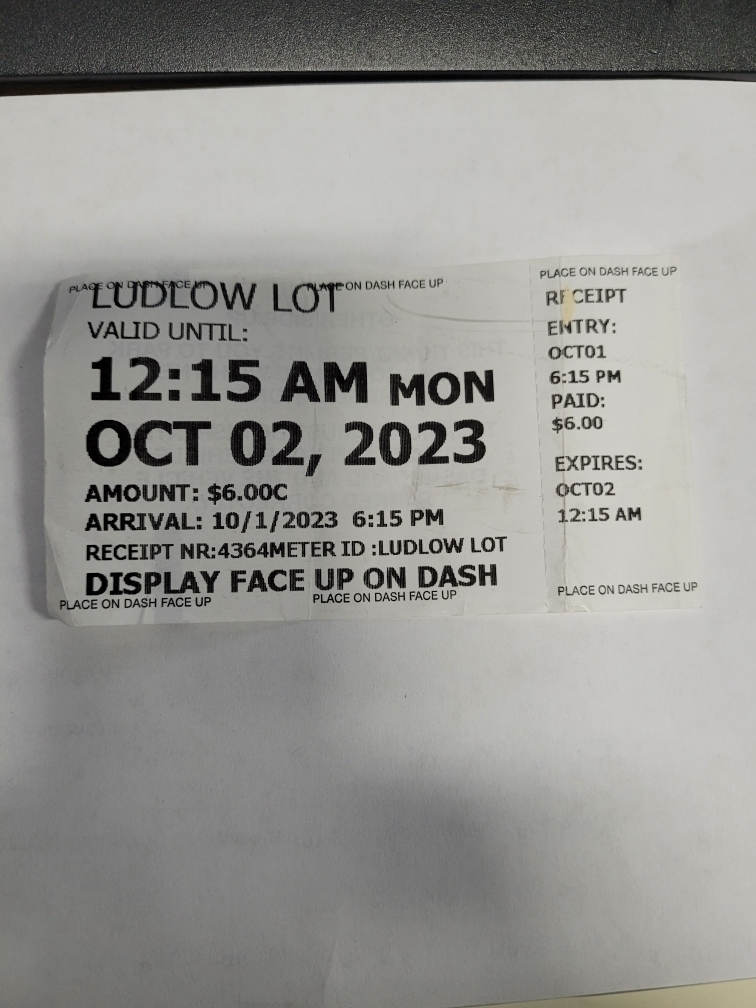 PLACE ON DASH FACE UP PLACE ON DASH FACE UP
LUDLOW LOT
VALID UNTIL:
12:15 AM MON
OCT 02, 2023
AMOUNT: $6.00C
ARRIVAL: 10/1/2023 6:15 PM
RECEIPT NR:4364METER ID :LUDLOW LOT
DISPLAY FACE UP ON DASH
PLACE ON DASH FACE UP PLACE ON DASH FACE UP
PLACE ON DASH FACE UP
RECEIPT
ENTRY:
OCT01
6:15 PM
PAID:
$6.00
EXPIRES:
OCT02
12:15 AM
PLACE ON DASH FACE UP